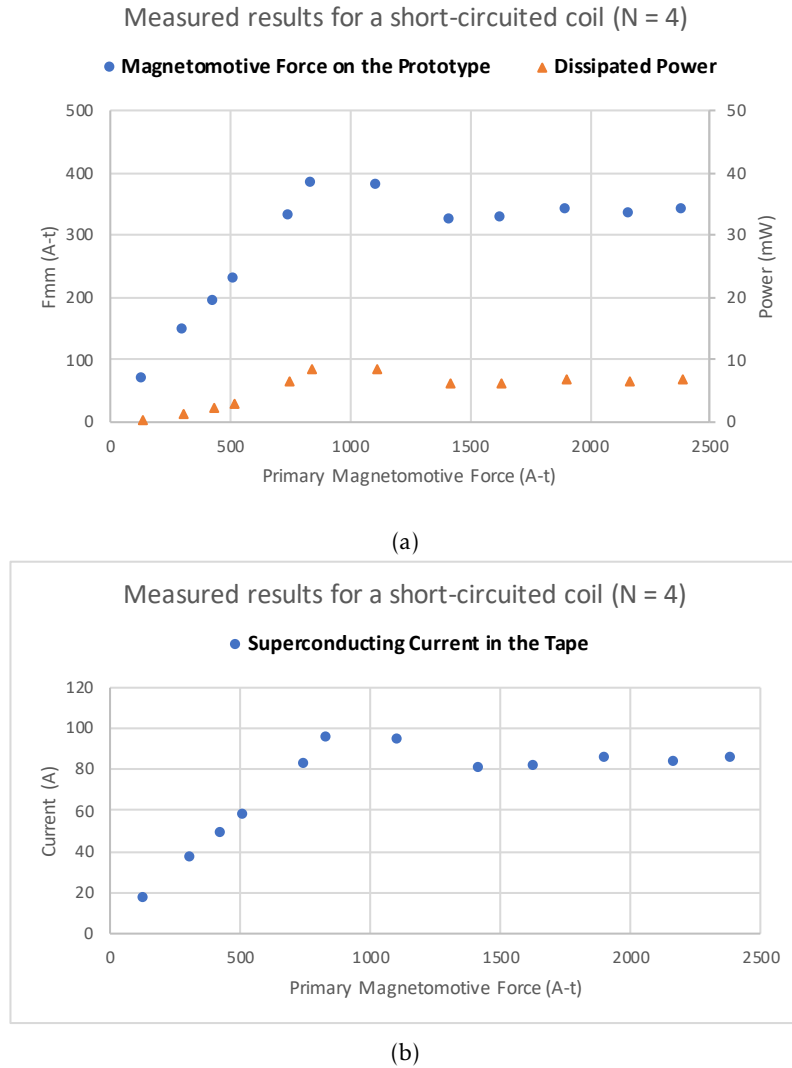 Measured results for a short-circuited coil (N = 4)
Magnetomotive Force on the Prototype Dissipated Power
500 50
400 40
300 30
200 20
100 10
0 0
Fmm (A-t)
Power (mW)
0 500 1000 1500 2000 2500
Primary Magnetomotive Force (A-t)
(a)
Measured results for a short-circuited coil (N = 4)
Superconducting Current in the Tape
120
100
80
60
40
20
0
Current (A)
0 500 1000 1500 2000 2500
Primary Magnetomotive Force (A-t)
(b)